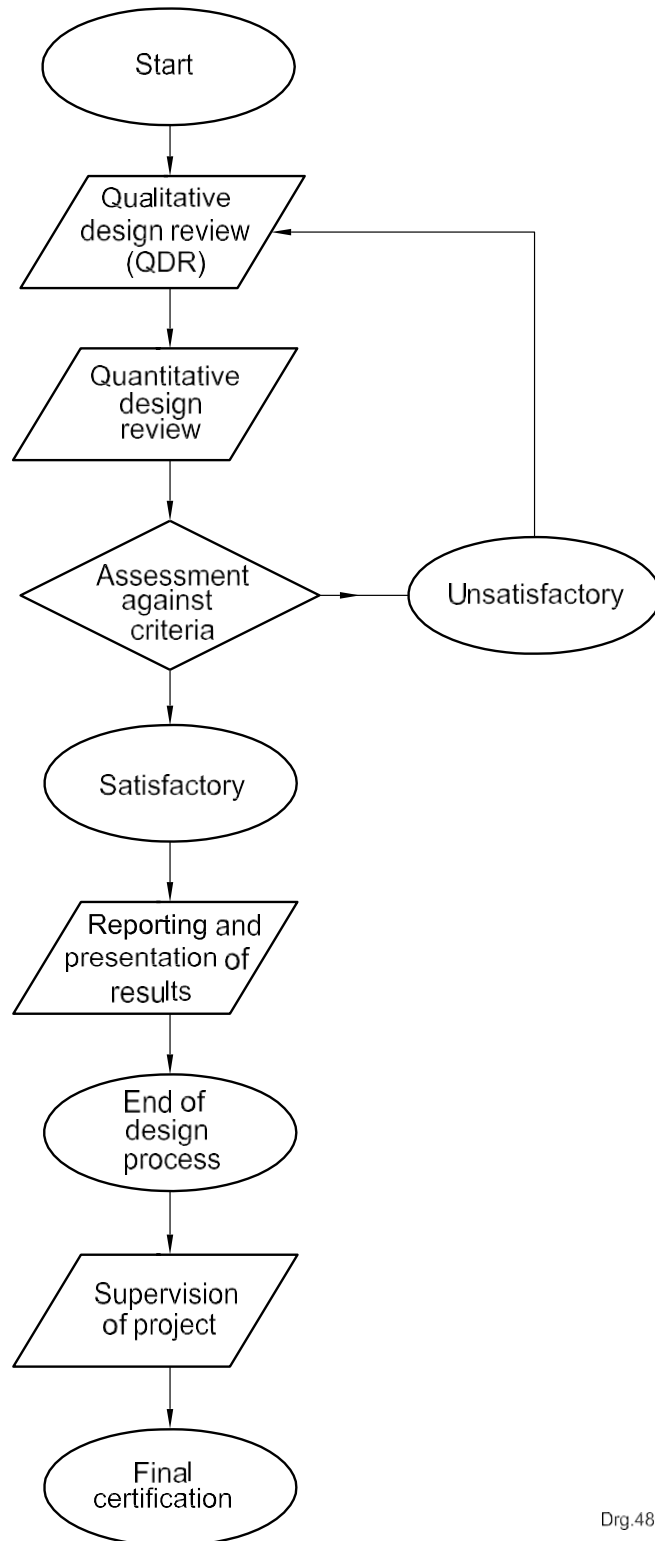 Start
Qualitative
design review
(QDR)
Quantitative
design
review
Assessment
against
criteria
Unsatisfactory
Satisfactory
Reporting and
presentation of
results
End of
design
process
Supervision
of project
Final
certification
Drg.48